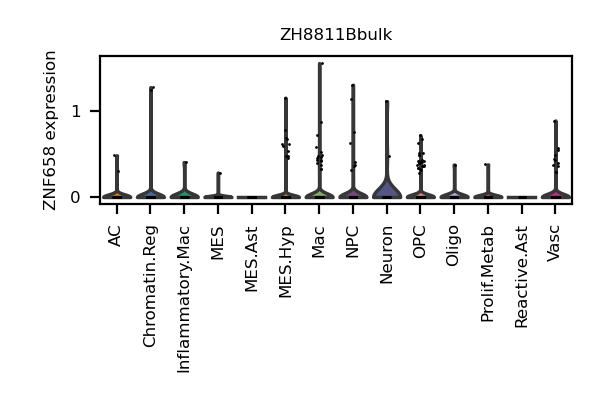 ZH8811Bbulk
ZNF658 expression
1
0
AC
Chromatin.Reg
Inflammatory.Mac
MES
MES.Ast
MES.Hyp
Mac
NPC
Neuron
OPC
Oligo
Prolif.Metab
Reactive.Ast
Vasc